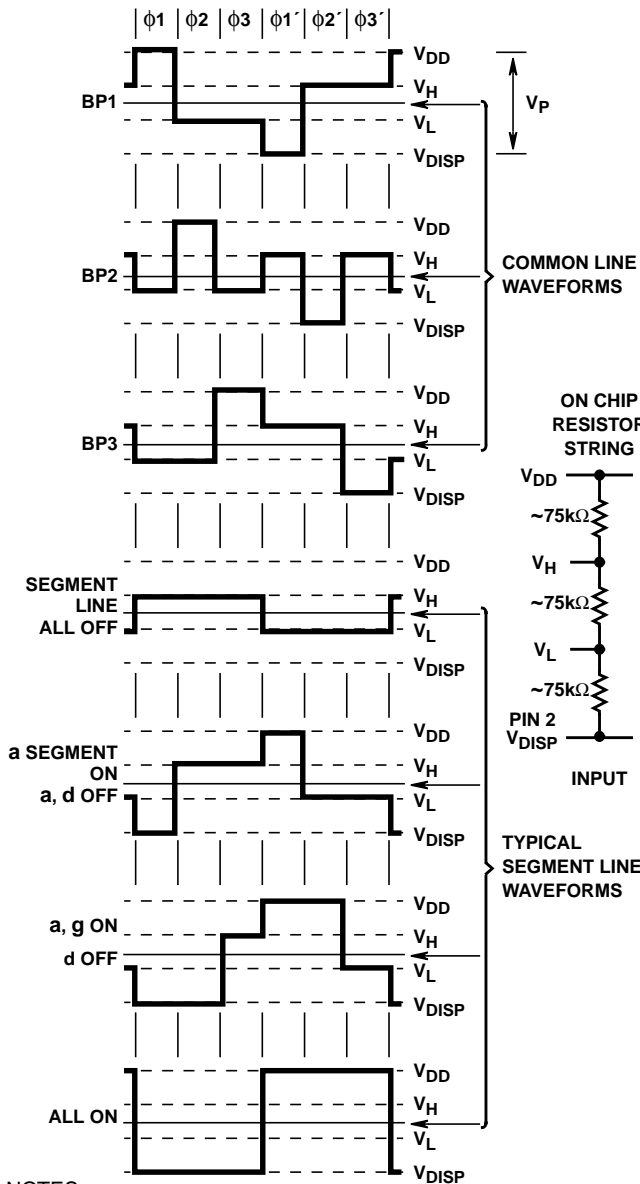 ϕ1 ϕ2 ϕ3 ϕ1´ ϕ2´ ϕ3´
BP1
VDD
VH
VL
VDISP
VP
BP2
VDD
VH
VL
VDISP
COMMON LINE
WAVEFORMS
BP3
VDD
VH
VL
VDISP
ON CHIP
RESISTOR
STRING
VDD
~75kΩ
VH
~75kΩ
VL
~75kΩ
PIN 2
VDISP
INPUT
SEGMENT
LINE
ALL OFF
VDD
VH
VL
VDISP
a SEGMENT
ON
a, d OFF
VDD
VH
VL
VDISP
TYPICAL
SEGMENT LINE
WAVEFORMS
a, g ON
d OFF
VDD
VH
VL
VDISP
ALL ON
VDD
VH
VL
VDISP